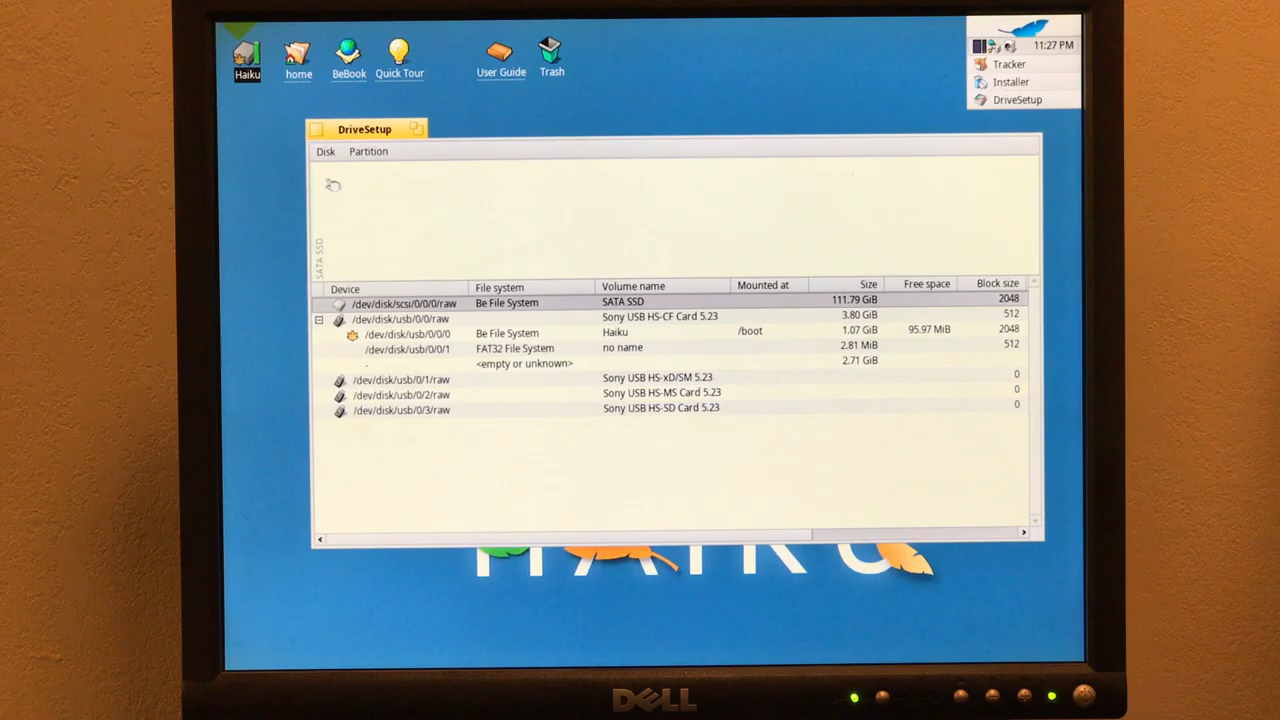 Haiku
home
BeBook
Quick Tour
User Guide
Trash
11:27 PM
Tracker
Installer
DriveSetup
DriveSetup
Disk Partition
SATA SSD
Device File system Volume name Mounted at Size Free space Block size
/dev/disk/scsi/0/0/0/raw Be File System SATA SSD 111.79 GiB 2048
/dev/disk/usb/0/0/raw Sony USB HS-CF Card 5.23 3.80 GiB 512
/dev/disk/usb/0/0/0 Be File System Haiku /boot 1.07 GiB 95.97 MiB 2048
/dev/disk/usb/0/0/1 FAT32 File System no name 2.81 MiB 512
- <empty or unknown> 2.71 GiB
/dev/disk/usb/0/1/raw Sony USB HS-xD/SM 5.23 0
/dev/disk/usb/0/2/raw Sony USB HS-MS Card 5.23 0
/dev/disk/usb/0/3/raw Sony USB HS-SD Card 5.23 0
HAIKU
DELL